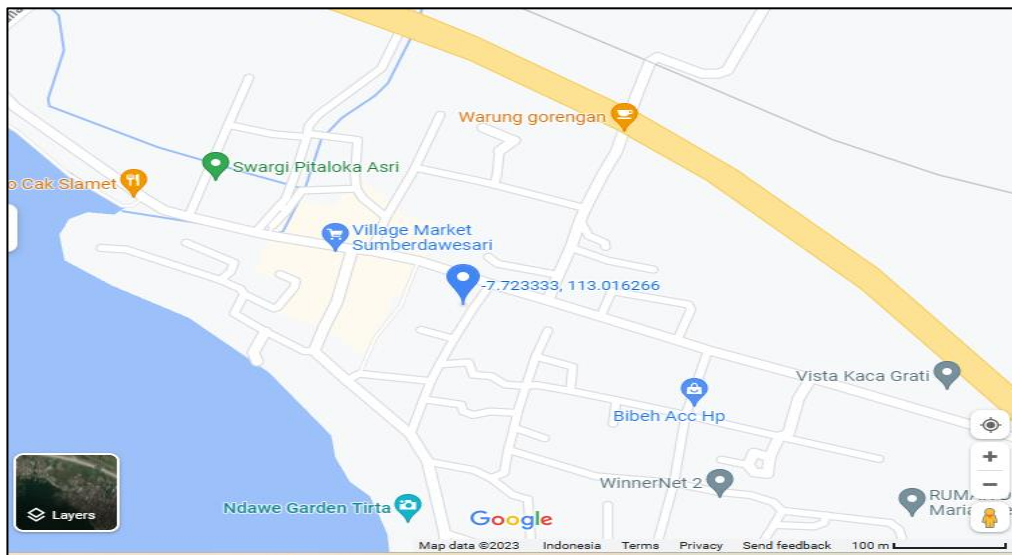 Warung gorengan
Swargi Pitaloka Asri
o Cak Slamet
Village Market
Sumberdawesari
-7.723333, 113.016266
Vista Kaca Grati
Bibeh Acc Hp
WinnerNet 2
RUMA
Maria
Layers
Ndawe Garden Tirta
Google
Map data ©2023 Indonesia Terms Privacy Send feedback 100 m